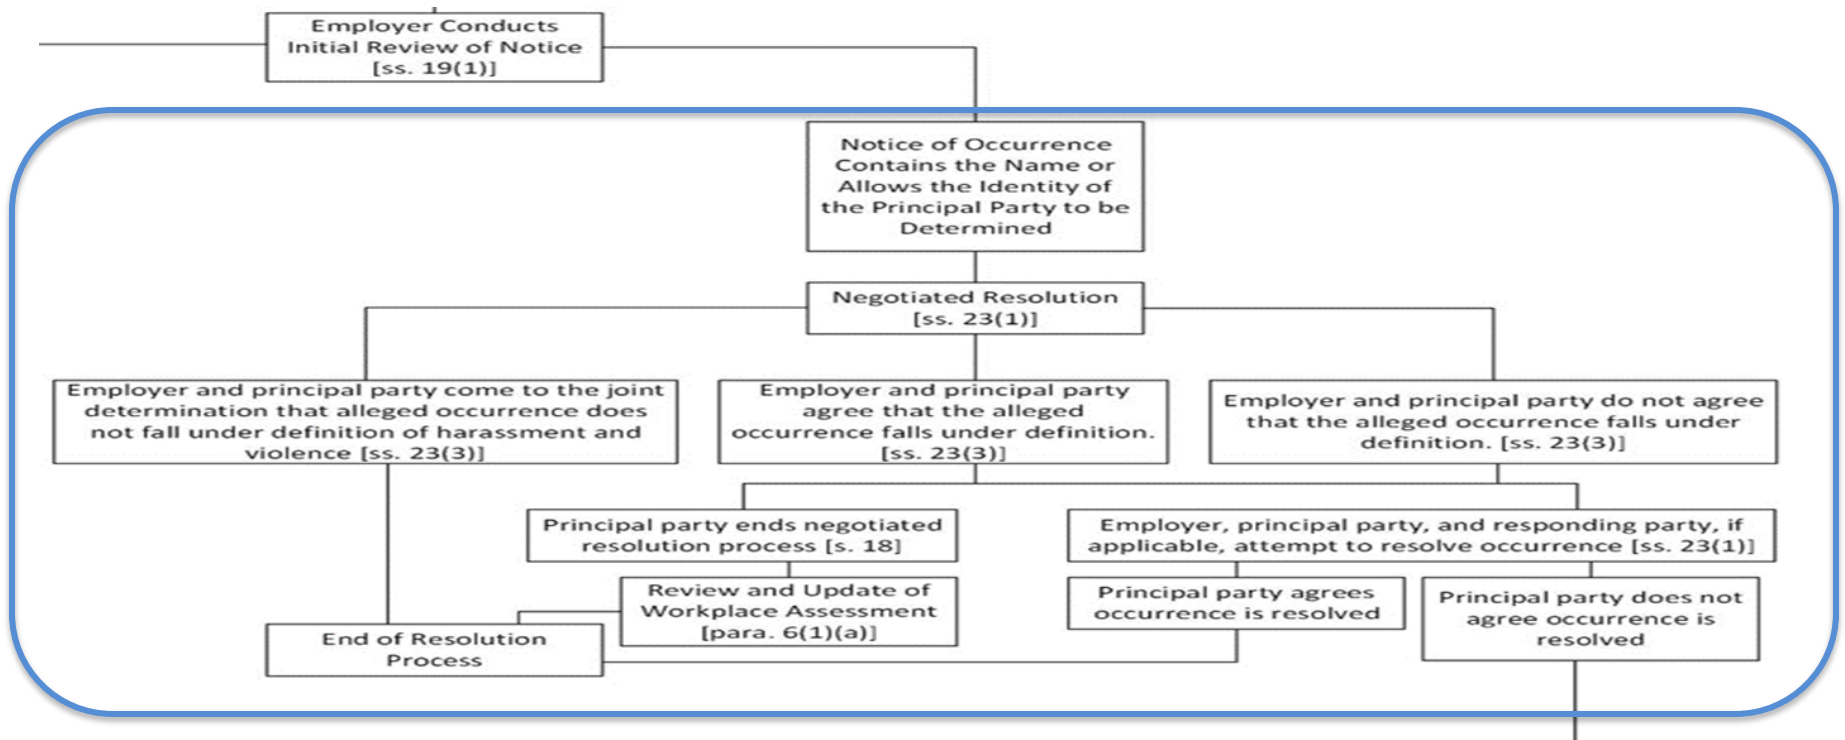 Employer Conducts
Initial Review of Notice
[ss. 19(1)]
Notice of Occurrence
Contains the Name or
Allows the Identity of
the Principal Party to be
Determined
Negotiated Resolution
[ss. 23(1)]
Employer and principal party come to the joint
determination that alleged occurrence does
not fall under definition of harassment and
violence [ss. 23(3)]
Employer and principal party
agree that the alleged
occurrence falls under definition.
[ss. 23(3)]
Employer and principal party do not agree
that the alleged occurrence falls under
definition. [ss. 23(3)]
Principal party ends negotiated
resolution process [s. 18]
Employer, principal party, and responding party, if
applicable, attempt to resolve occurrence [ss. 23(1)]
Review and Update of
Workplace Assessment
[para. 6(1)(a)]
Principal party agrees
occurrence is resolved
Principal party does not
agree occurrence is
resolved
End of Resolution
Process